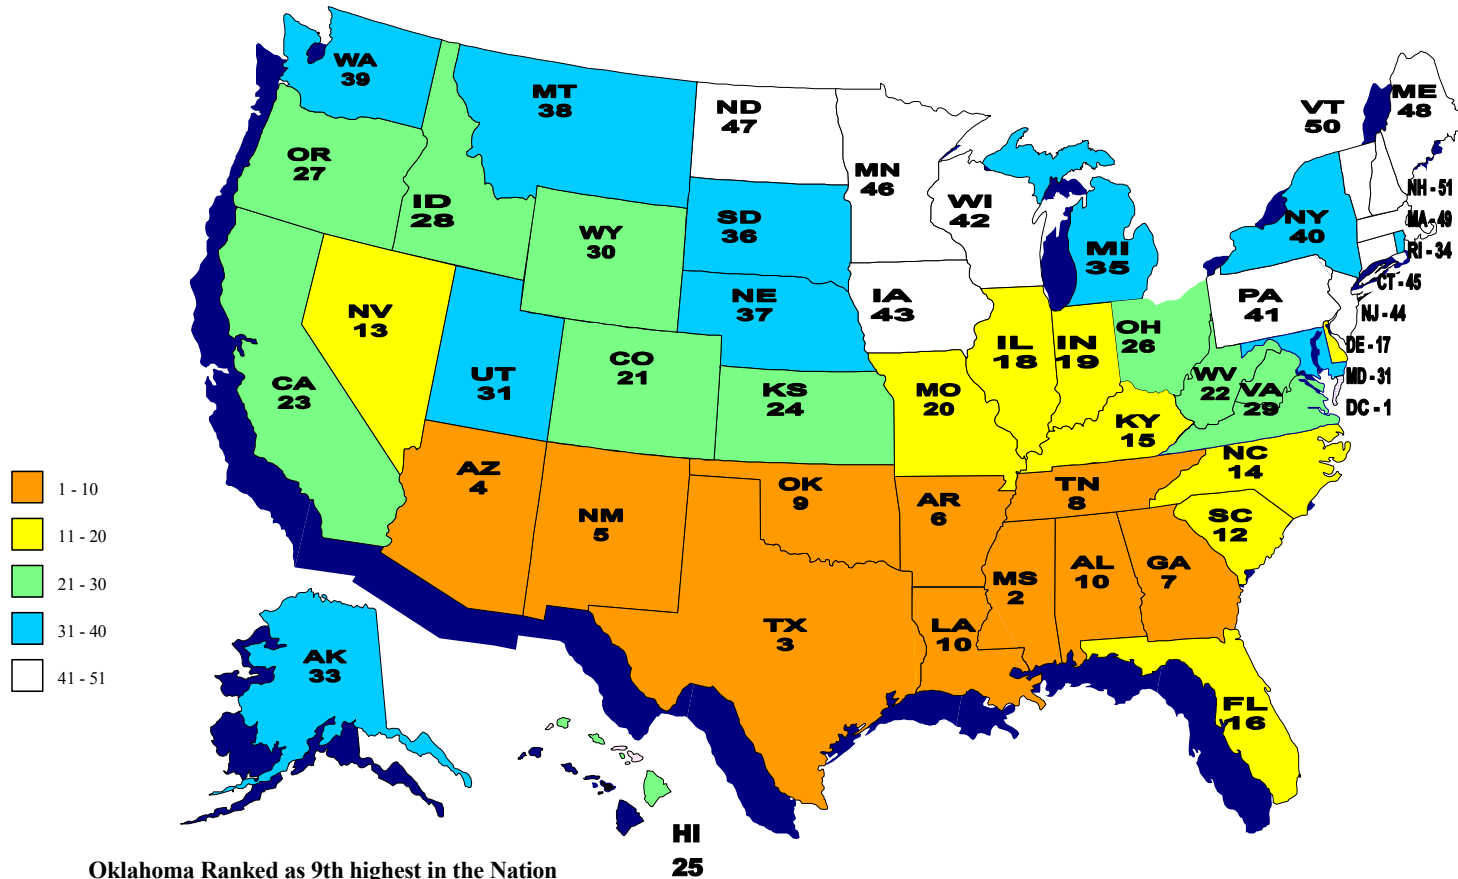 WA
39
MT
38
ND
47
MN
46
VT
50
ME
48
OR
27
ID
28
WY
30
SD
36
WI
42
MI
35
NY
40
NH - 51
MA - 49
RI - 34
CT - 45
NJ - 44
DE - 17
MD - 31
DC - 1
NV
13
UT
31
CO
21
NE
37
IA
43
IL
18
IN
19
OH
26
PA
41
CA
23
KS
24
MO
20
KY
15
WV
22
VA
29
AZ
4
NM
5
OK
9
AR
6
TN
8
NC
14
SC
12
TX
3
LA
10
MS
2
AL
10
GA
7
FL
16
AK
33
HI
25
1 - 10
11 - 20
21 - 30
31 - 40
41 - 51
Oklahoma Ranked as 9th highest in the Nation